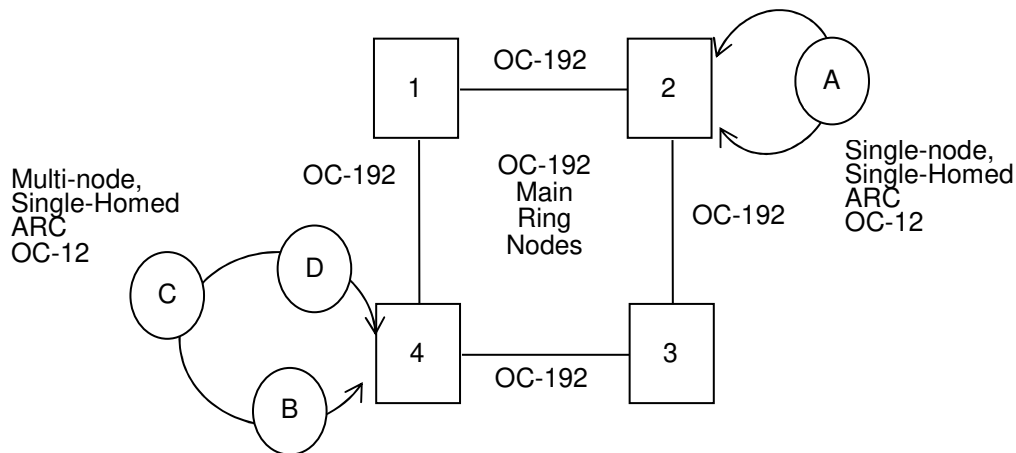 OC-192
1
2
A
OC-192
OC-192
Main
Ring
Nodes
Single-node,
Single-Homed
ARC
OC-12
Multi-node,
Single-Homed
ARC
OC-12
OC-192
D
C
4
3
OC-192
B